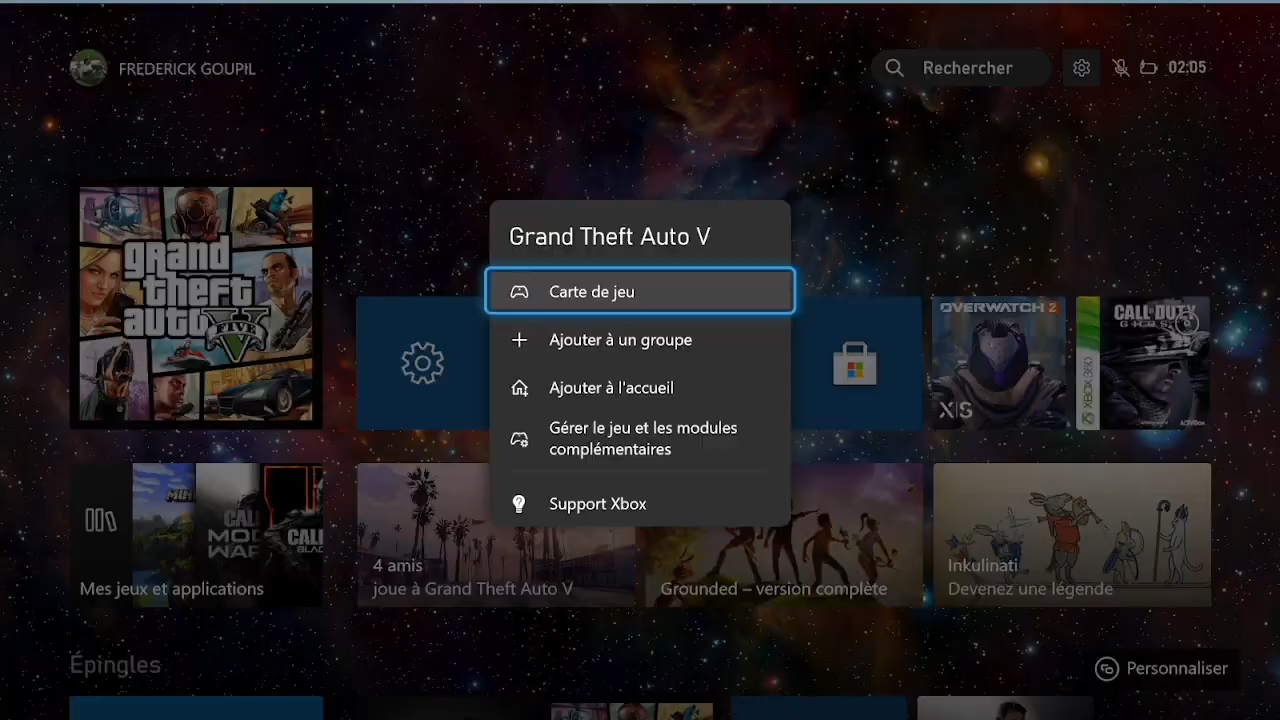 FREDERICK GOUPIL
Rechercher
02:05
Grand Theft Auto V
Carte de jeu
Ajouter à un groupe
Ajouter à l'accueil
Gérer le jeu et les modules
complémentaires
Support Xbox
grand
theft
auto
FIVE
OVERWATCH 2
X|S
XBOX 360
CALL DUTY
GHOSTS
Mes jeux et applications
4 amis
joue à Grand Theft Auto V
Grounded – version complète
Inkulinati
Devenez une légende
Épingles
Personnaliser